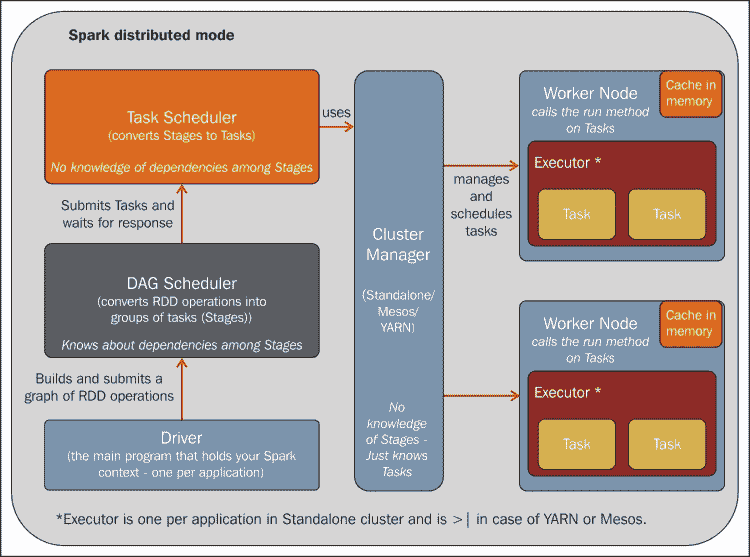 Spark distributed mode
Task Scheduler
(converts Stages to Tasks)
No knowledge of dependencies among Stages
uses
Submits Tasks and
waits for response
DAG Scheduler
(converts RDD operations into
groups of tasks (Stages))
Knows about dependencies among Stages
Builds and submits a
graph of RDD operations
Driver
(the main program that holds your Spark
context - one per application)
Cluster
Manager
(Standalone/
Mesos/
YARN)
No
knowledge
of Stages -
Just knows
Tasks
manages
and
schedules
tasks
Worker Node
calls the run method
on Tasks
Cache in
memory
Executor *
Task
Task
Worker Node
calls the run method
on Tasks
Cache in
memory
Executor *
Task
Task
*Executor is one per application in Standalone cluster and is >| in case of YARN or Mesos.